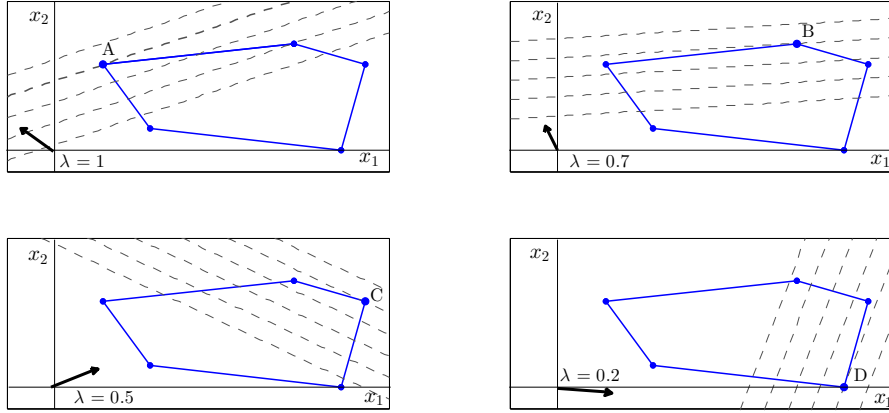 x₂
A
x₁
λ = 1
x₂
B
x₁
λ = 0.7
x₂
C
x₁
λ = 0.5
x₂
λ = 0.2
D
x₁